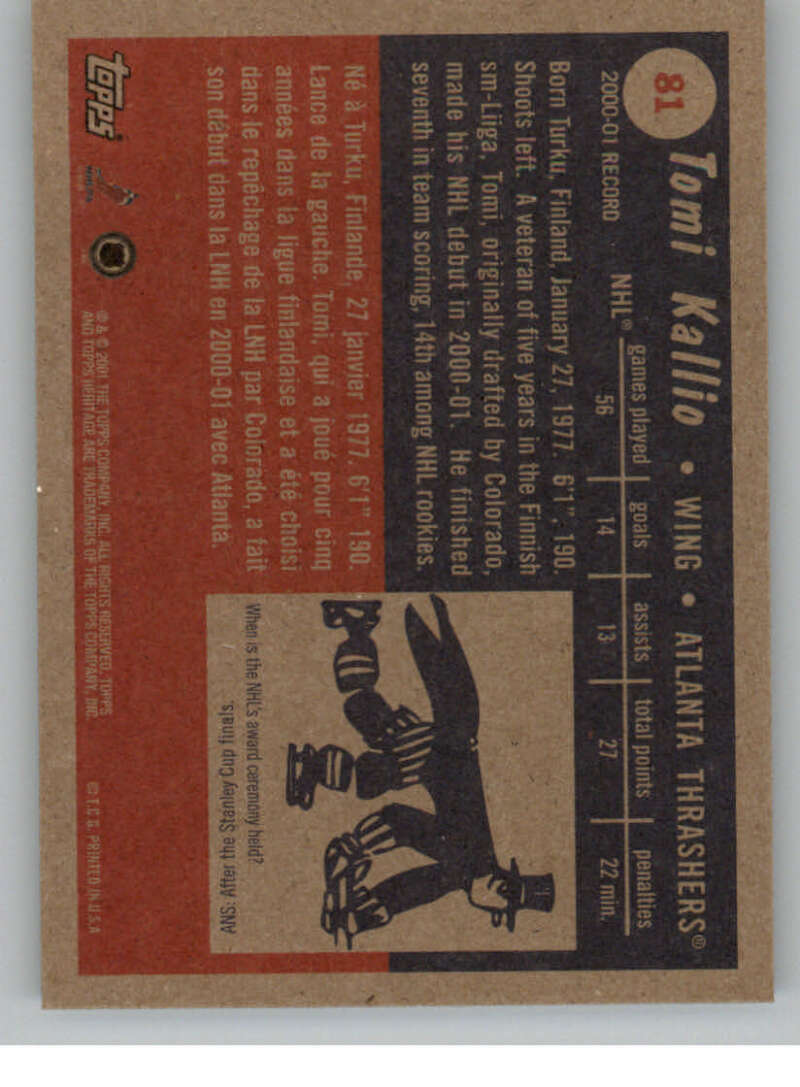 81
Tomi Kallio • WING • ATLANTA THRASHERS®
2000-01 RECORD
games played goals assists total points penalties
NHL® 56 14 13 27 22 min.
Born Turku, Finland, January 27, 1977. 6'1", 190.
Shoots left. A veteran of five years in the Finnish
sm-Liiga, Tomi, originally drafted by Colorado,
made his NHL debut in 2000-01. He finished
seventh in team scoring, 14th among NHL rookies.
Né à Turku, Finlande, 27 janvier 1977. 6'1" 190.
Lance de la gauche. Tomi, qui a joué pour cinq
années dans la ligue finlandaise et a été choisi
dans le repêchage de la LNH par Colorado, a fait
son début dans la LNH en 2000-01 avec Atlanta.
When is the NHL's award ceremony held?
ANS: After the Stanley Cup finals.
topps®
® & © 2001 THE TOPPS COMPANY, INC. ALL RIGHTS RESERVED. TOPPS
AND TOPPS HERITAGE ARE TRADEMARKS OF THE TOPPS COMPANY, INC.
© T.C.G. PRINTED IN U.S.A